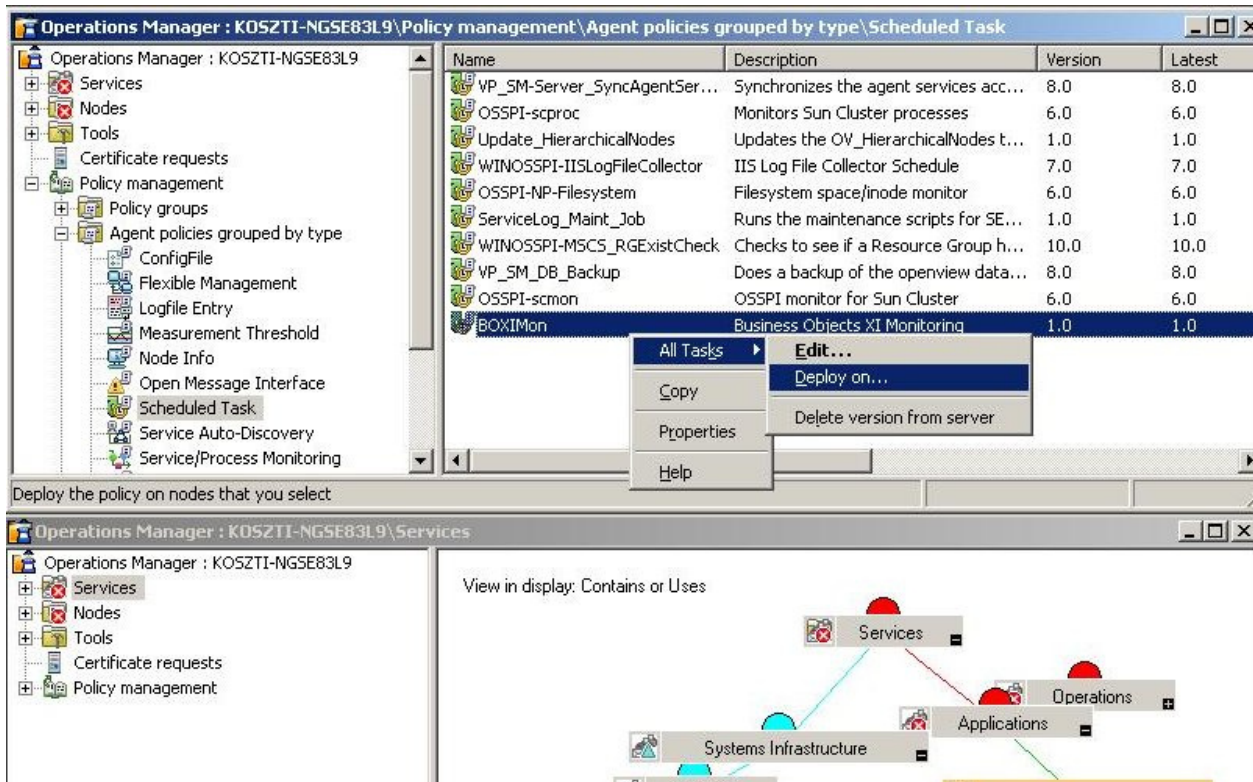 Operations Manager : KOSZTI-NGSE83L9\Policy management\Agent policies grouped by type\Scheduled Task
Operations Manager : KOSZTI-NGSE83L9
Services
Nodes
Tools
Certificate requests
Policy management
Policy groups
Agent policies grouped by type
ConfigFile
Flexible Management
Logfile Entry
Measurement Threshold
Node Info
Open Message Interface
Scheduled Task
Service Auto-Discovery
Service/Process Monitoring
Name Description Version Latest
VP_SM-Server_SyncAgentSer... Synchronizes the agent services acc... 8.0 8.0
OSSPI-scproc Monitors Sun Cluster processes 6.0 6.0
Update_HierarchicalNodes Updates the OV_HierarchicalNodes t... 1.0 1.0
WINOSSPI-IISLogFileCollector IIS Log File Collector Schedule 7.0 7.0
OSSPI-NP-Filesystem Filesystem space/inode monitor 6.0 6.0
ServiceLog_Maint_Job Runs the maintenance scripts for SE... 1.0 1.0
WINOSSPI-MSCS_RGExistCheck Checks to see if a Resource Group h... 10.0 10.0
VP_SM_DB_Backup Does a backup of the openview data... 8.0 8.0
OSSPI-scmon OSSPI monitor for Sun Cluster 6.0 6.0
BOXIMon Business Objects XI Monitoring 1.0 1.0
All Tasks
Copy
Properties
Help
Edit...
Deploy on...
Delete version from server
Deploy the policy on nodes that you select
Operations Manager : KOSZTI-NGSE83L9\Services
Operations Manager : KOSZTI-NGSE83L9
Services
Nodes
Tools
Certificate requests
Policy management
View in display: Contains or Uses
Services
Operations
Applications
Systems Infrastructure